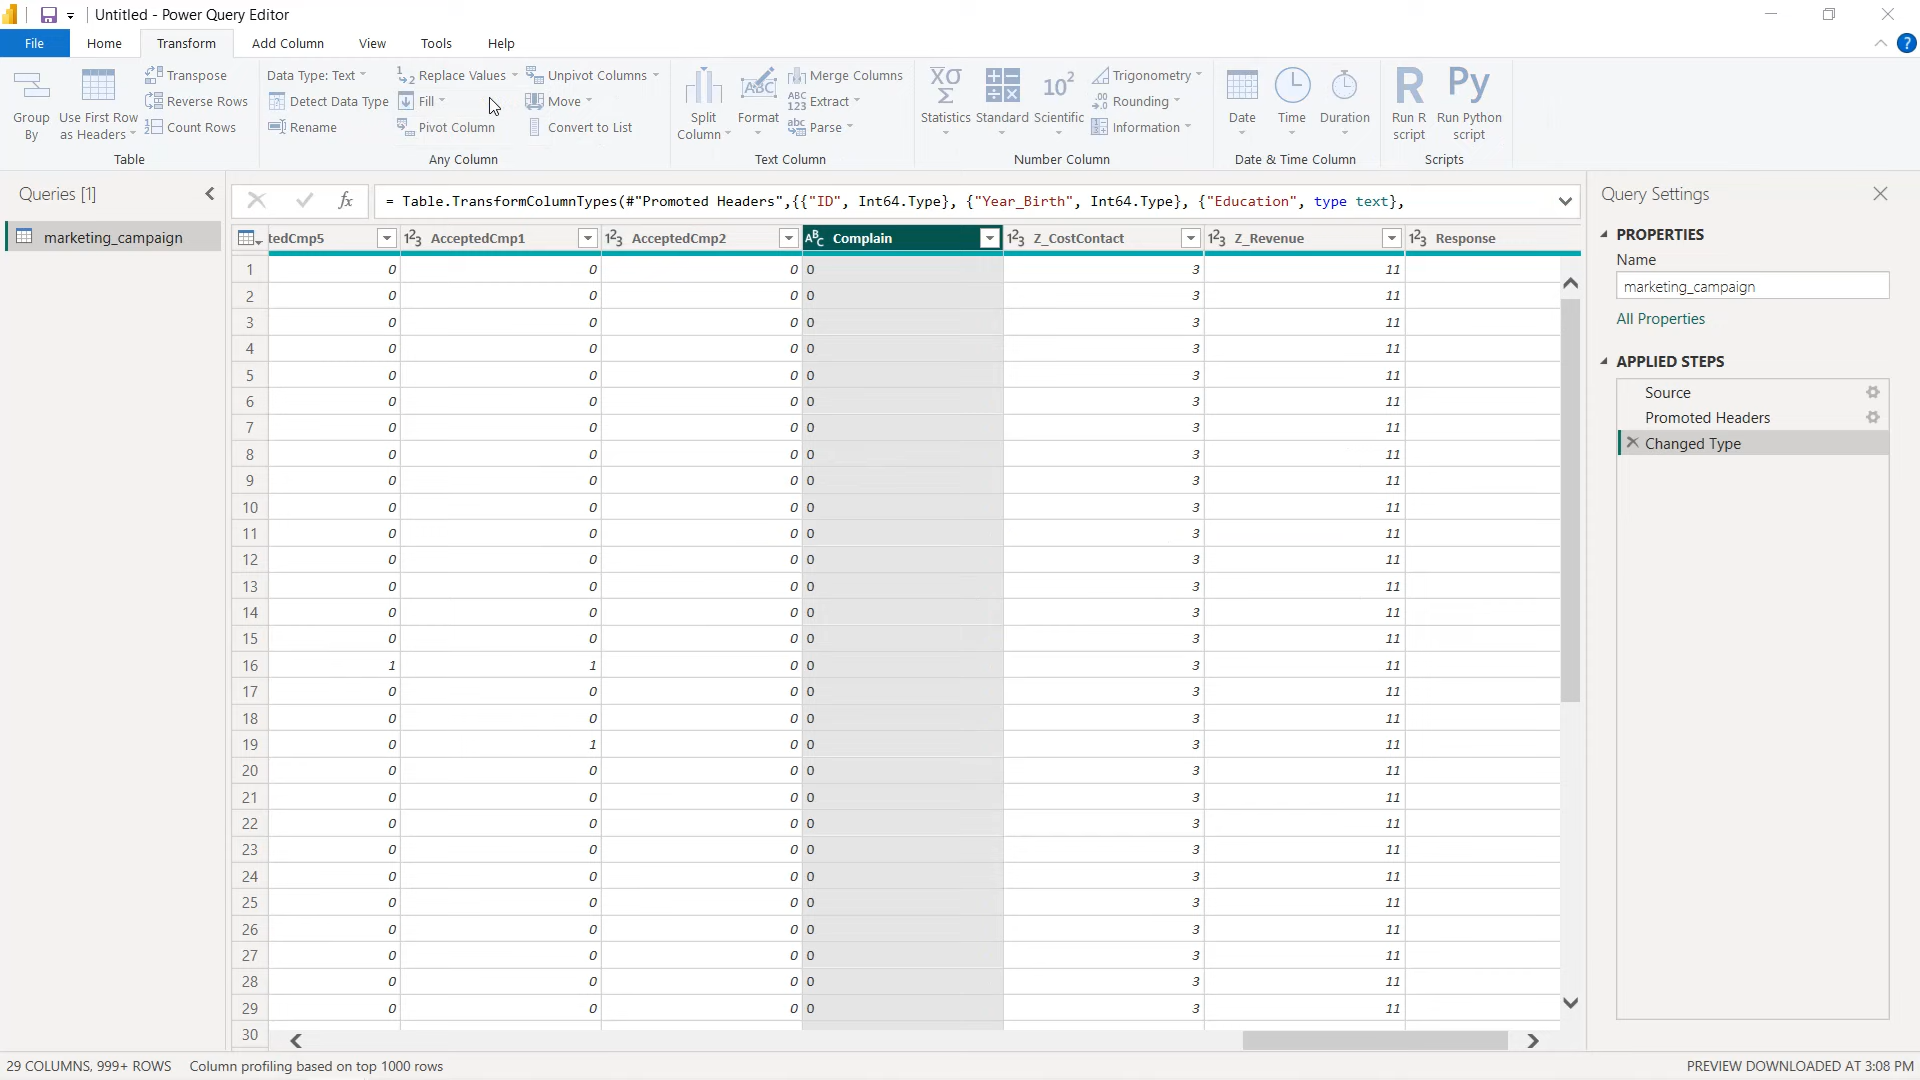 Untitled - Power Query Editor
File Home Transform Add Column View Tools Help
Group By
Use First Row as Headers
Transpose
Reverse Rows
Count Rows
Table
Data Type: Text
Detect Data Type
Rename
Replace Values
Fill
Pivot Column
Unpivot Columns
Move
Convert to List
Any Column
Split Column
Format
Merge Columns
Extract
Parse
Text Column
Statistics
Standard
Scientific
Trigonometry
Rounding
Information
Number Column
Date
Time
Duration
Date & Time Column
Run R script
Run Python script
Scripts
Queries [1]
marketing_campaign
= Table.TransformColumnTypes(#"Promoted Headers",{{"ID", Int64.Type}, {"Year_Birth", Int64.Type}, {"Education", type text},
tedCmp5 AcceptedCmp1 AcceptedCmp2 Complain Z_CostContact Z_Revenue Response
1 0 0 0 0 3 11
2 0 0 0 0 3 11
3 0 0 0 0 3 11
4 0 0 0 0 3 11
5 0 0 0 0 3 11
6 0 0 0 0 3 11
7 0 0 0 0 3 11
8 0 0 0 0 3 11
9 0 0 0 0 3 11
10 0 0 0 0 3 11
11 0 0 0 0 3 11
12 0 0 0 0 3 11
13 0 0 0 0 3 11
14 0 0 0 0 3 11
15 0 0 0 0 3 11
16 1 1 0 0 3 11
17 0 0 0 0 3 11
18 0 0 0 0 3 11
19 0 1 0 0 3 11
20 0 0 0 0 3 11
21 0 0 0 0 3 11
22 0 0 0 0 3 11
23 0 0 0 0 3 11
24 0 0 0 0 3 11
25 0 0 0 0 3 11
26 0 0 0 0 3 11
27 0 0 0 0 3 11
28 0 0 0 0 3 11
29 0 0 0 0 3 11
30
Query Settings
PROPERTIES
Name
marketing_campaign
All Properties
APPLIED STEPS
Source
Promoted Headers
Changed Type
29 COLUMNS, 999+ ROWS Column profiling based on top 1000 rows
PREVIEW DOWNLOADED AT 3:08 PM